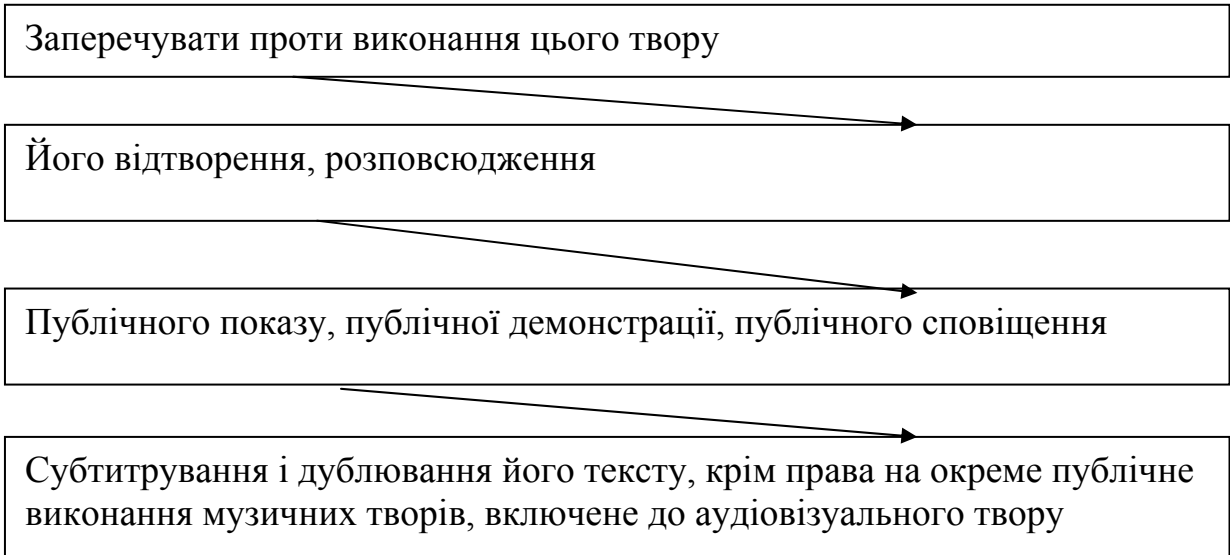 Заперечувати проти виконання цього твору
Його відтворення, розповсюдження
Публічного показу, публічної демонстрації, публічного сповіщення
Субтитрування і дублювання його тексту, крім права на окреме публічне
виконання музичних творів, включене до аудіовізуального твору